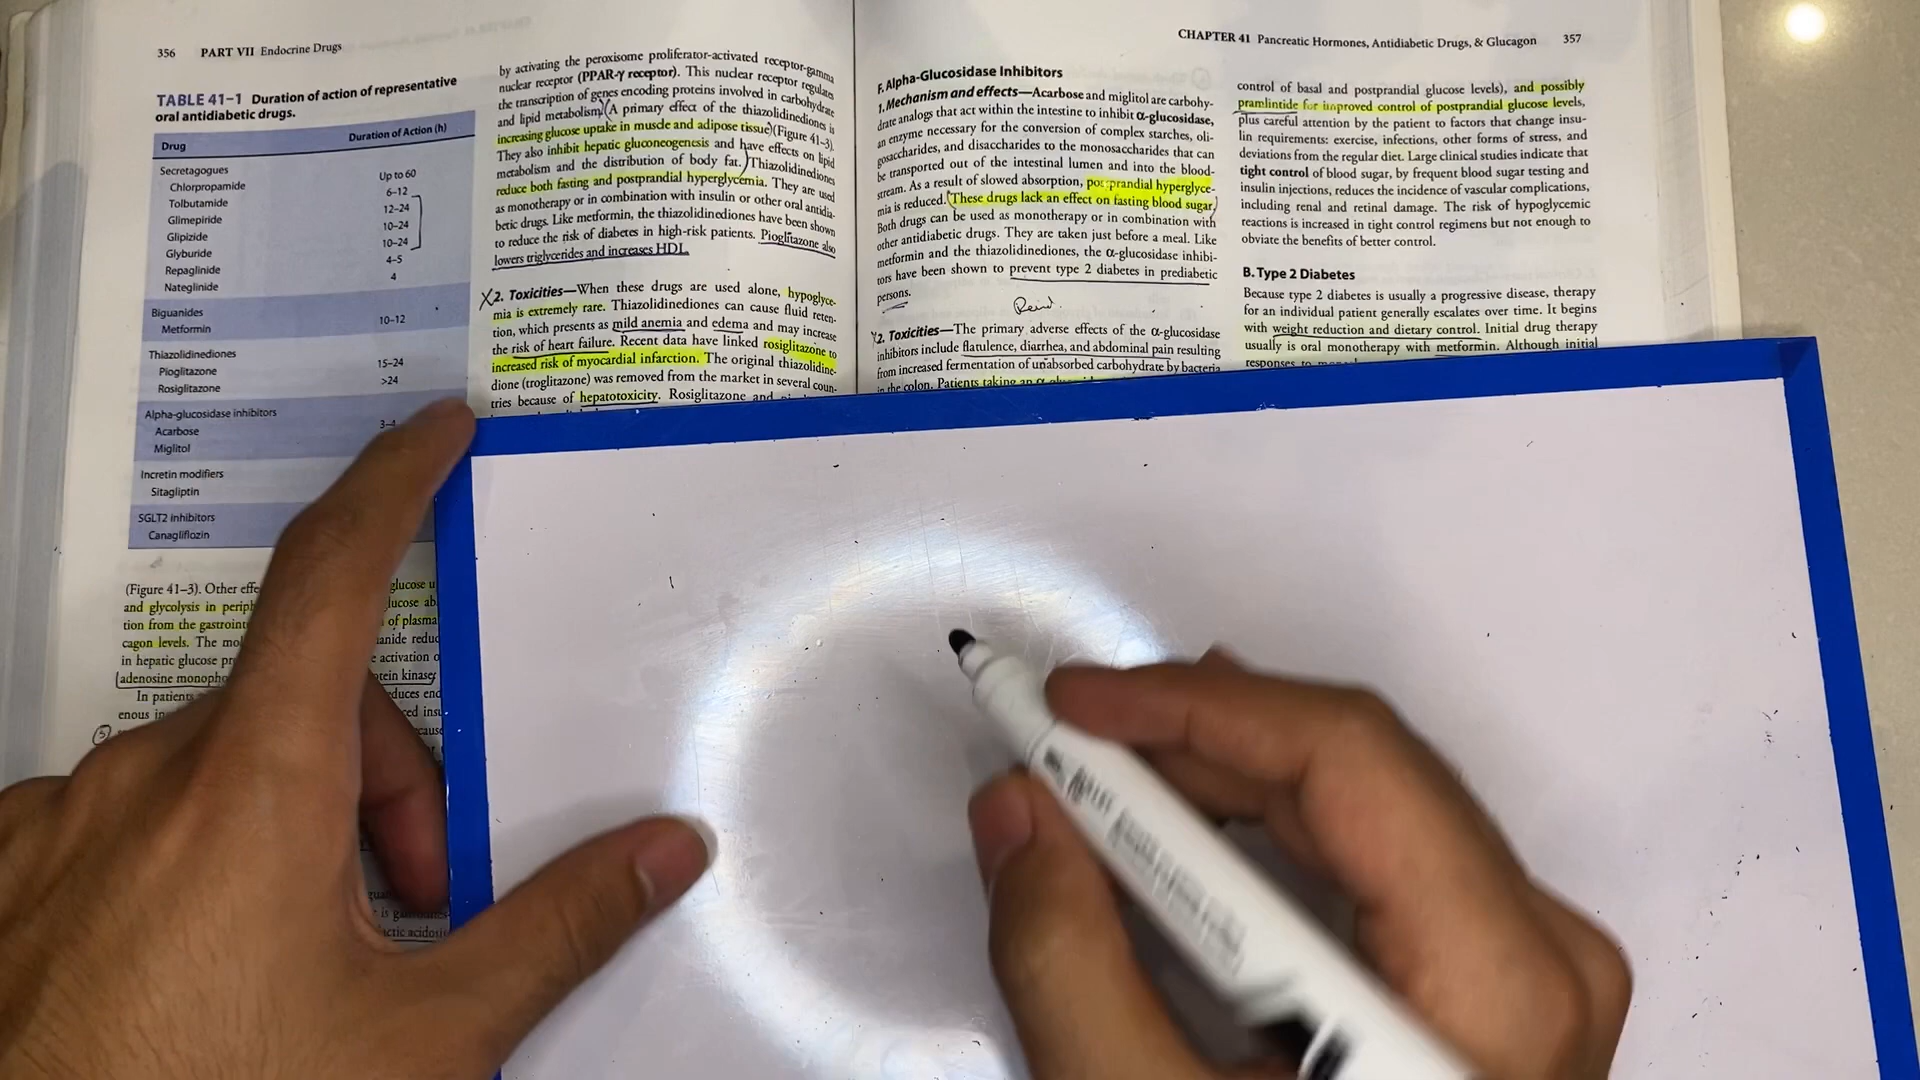 356 PART VII Endocrine Drugs
TABLE 41–1 Duration of action of representative
oral antidiabetic drugs.
Drug Duration of Action (h)
Secretagogues
Chlorpropamide Up to 60
Tolbutamide 6–12
Glimepiride 12–24
Glipizide 10–24
Glyburide 10–24
Repaglinide 4–5
Nateglinide 4
Biguanides
Metformin 10–12
Thiazolidinediones
Pioglitazone 15–24
Rosiglitazone >24
Alpha-glucosidase inhibitors
Acarbose 3–4
Miglitol
Incretin modifiers
Sitagliptin
SGLT2 inhibitors
Canagliflozin
(Figure 41–3). Other effe glucose u
and glycolysis in periph lucose ab
tion from the gastroint of plasma
cagon levels. The mo anide reduc
in hepatic glucose pr e activation o
adenosine monopho otein kinase
In patients duces end
enous in ced insu
5 cause
is
actic acidosis
by activating the peroxisome proliferator-activated receptor-gamma
nuclear receptor (PPAR-γ receptor). This nuclear receptor regulates
the transcription of genes encoding proteins involved in carbohydrate
and lipid metabolism. (A primary effect of the thiazolidinediones is
increasing glucose uptake in muscle and adipose tissue) (Figure 41–3).
They also inhibit hepatic gluconeogenesis and have effects on lipid
metabolism and the distribution of body fat.) Thiazolidinediones
reduce both fasting and postprandial hyperglycemia. They are used
as monotherapy or in combination with insulin or other oral antidia-
betic drugs. Like metformin, the thiazolidinediones have been shown
to reduce the risk of diabetes in high-risk patients. Pioglitazone also
lowers triglycerides and increases HDL.
X 2. Toxicities—When these drugs are used alone, hypoglyce-
mia is extremely rare. Thiazolidinediones can cause fluid reten-
tion, which presents as mild anemia and edema and may increase
the risk of heart failure. Recent data have linked rosiglitazone to
increased risk of myocardial infarction. The original thiazolidine-
dione (troglitazone) was removed from the market in several coun-
tries because of hepatotoxicity. Rosiglitazone and
CHAPTER 41 Pancreatic Hormones, Antidiabetic Drugs, & Glucagon 357
F. Alpha-Glucosidase Inhibitors
1. Mechanism and effects—Acarbose and miglitol are carbohy-
drate analogs that act within the intestine to inhibit α-glucosidase,
an enzyme necessary for the conversion of complex starches, oli-
gosaccharides, and disaccharides to the monosaccharides that can
be transported out of the intestinal lumen and into the blood-
stream. As a result of slowed absorption, postprandial hyperglyce-
mia is reduced. (These drugs lack an effect on fasting blood sugar.)
Both drugs can be used as monotherapy or in combination with
other antidiabetic drugs. They are taken just before a meal. Like
metformin and the thiazolidinediones, the α-glucosidase inhibi-
tors have been shown to prevent type 2 diabetes in prediabetic
persons.
2. Toxicities—The primary adverse effects of the α-glucosidase
inhibitors include flatulence, diarrhea, and abdominal pain resulting
from increased fermentation of unabsorbed carbohydrate by bacteria
in the colon. Patients taking an
control of basal and postprandial glucose levels), and possibly
pramlintide for improved control of postprandial glucose levels,
plus careful attention by the patient to factors that change insu-
lin requirements: exercise, infections, other forms of stress, and
deviations from the regular diet. Large clinical studies indicate that
tight control of blood sugar, by frequent blood sugar testing and
insulin injections, reduces the incidence of vascular complications,
including renal and retinal damage. The risk of hypoglycemic
reactions is increased in tight control regimens but not enough to
obviate the benefits of better control.
B. Type 2 Diabetes
Because type 2 diabetes is usually a progressive disease, therapy
for an individual patient generally escalates over time. It begins
with weight reduction and dietary control. Initial drug therapy
usually is oral monotherapy with metformin. Although initial
responses to